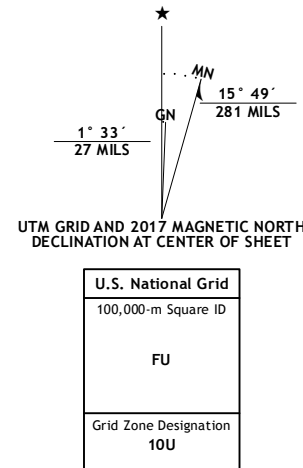 ★
MN
GN
15° 49´
281 MILS
1° 33´
27 MILS
UTM GRID AND 2017 MAGNETIC NORTH
DECLINATION AT CENTER OF SHEET
U.S. National Grid
100,000-m Square ID
FU
Grid Zone Designation
10U